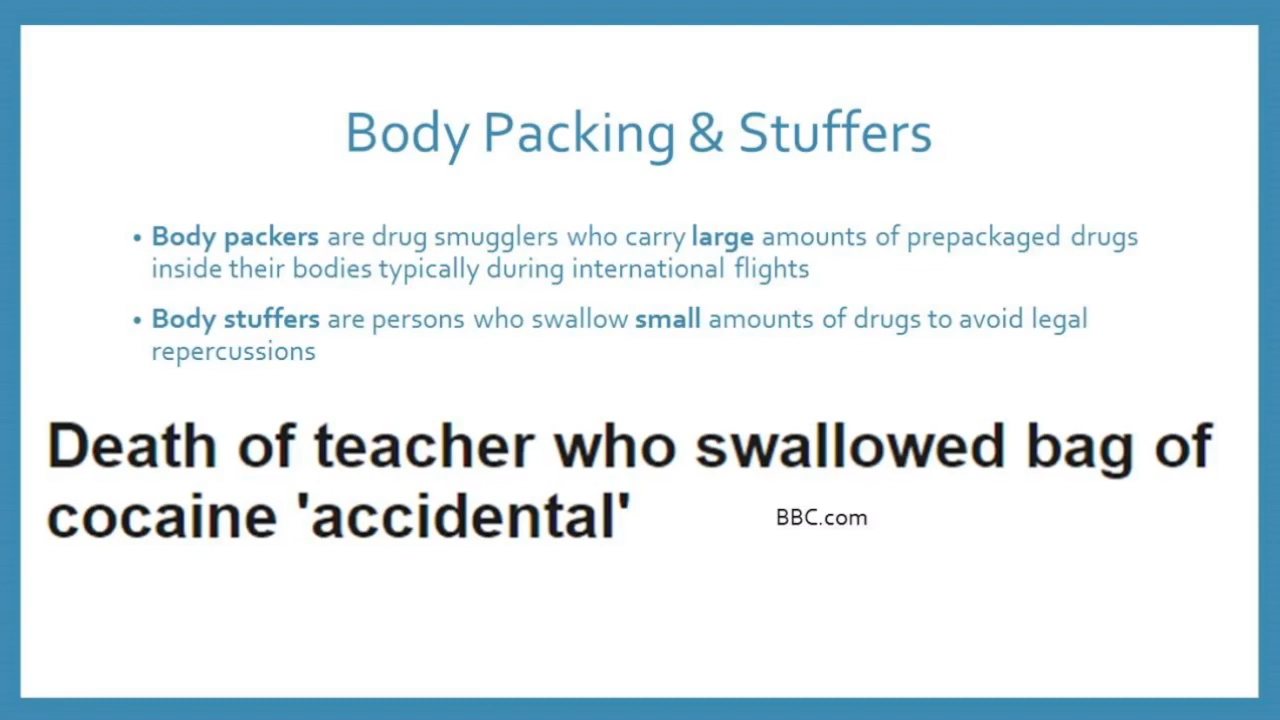 Body Packing & Stuffers
• Body packers are drug smugglers who carry large amounts of prepackaged drugs
inside their bodies typically during international flights
• Body stuffers are persons who swallow small amounts of drugs to avoid legal
repercussions
Death of teacher who swallowed bag of
cocaine 'accidental'
BBC.com